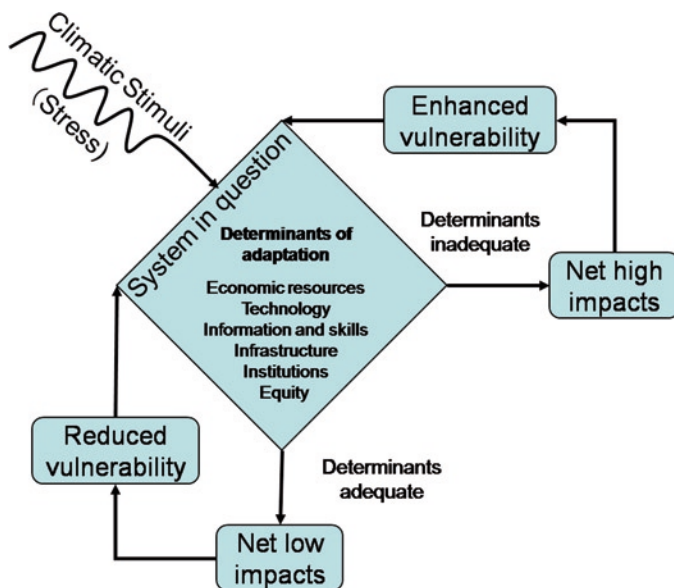 Climatic Stimuli
(Stress)
Enhanced
vulnerability
System in question
Determinants of
adaptation
Economic resources
Technology
Information and skills
Infrastructure
Institutions
Equity
Determinants
inadequate
Net high
impacts
Reduced
vulnerability
Determinants
adequate
Net low
impacts